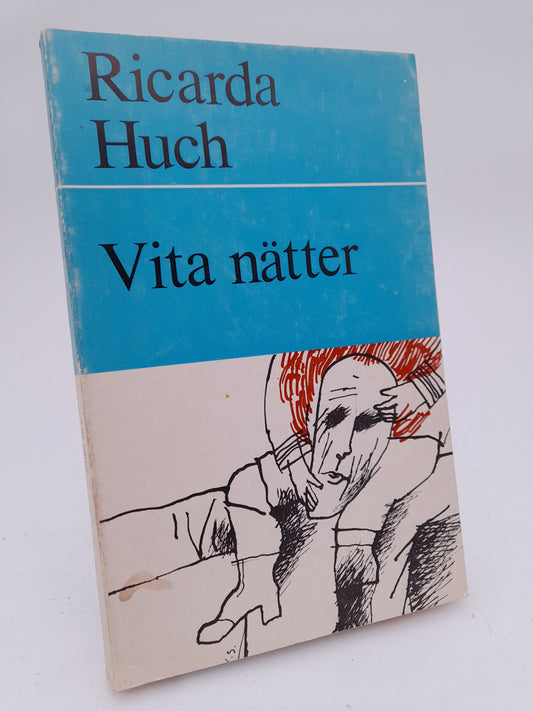 Ricarda
Huch
Vita nätter